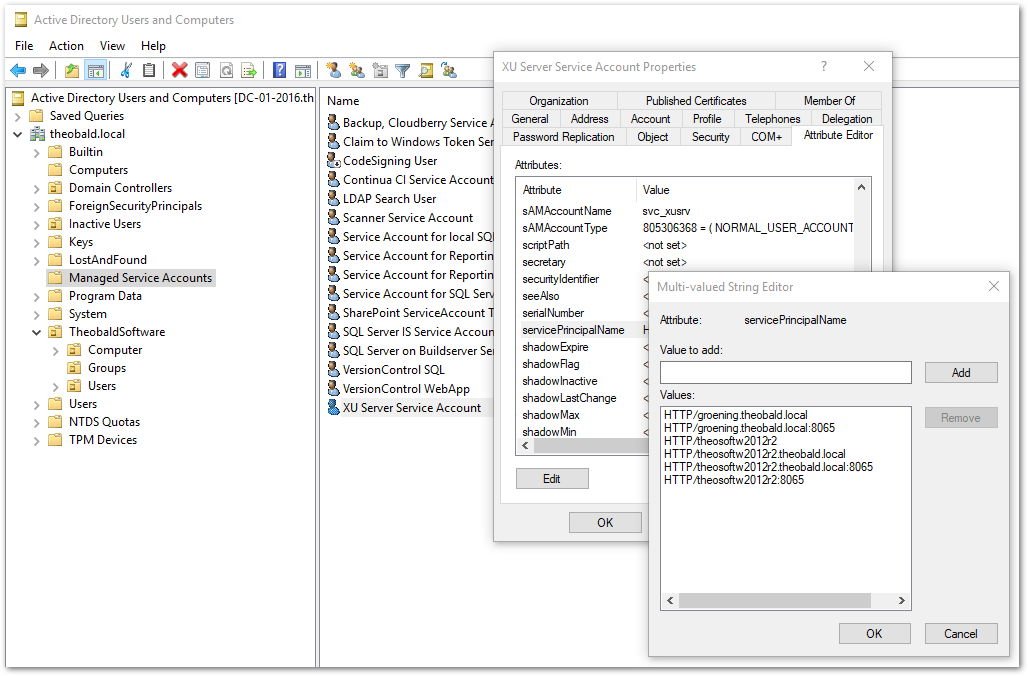 Active Directory Users and Computers
File Action View Help
Active Directory Users and Computers [DC-01-2016.th
Saved Queries
theobald.local
Builtin
Computers
Domain Controllers
ForeignSecurityPrincipals
Inactive Users
Keys
LostAndFound
Managed Service Accounts
Program Data
System
TheobaldSoftware
Computer
Groups
Users
Users
NTDS Quotas
TPM Devices
Name
Backup, Cloudberry Service A
Claim to Windows Token Ser
CodeSigning User
Continua CI Service Account
LDAP Search User
Scanner Service Account
Service Account for local SQL
Service Account for Reportin
Service Account for Reportin
Service Account for SQL Serv
SharePoint ServiceAccount T
SQL Server IS Service Accoun
SQL Server on Buildserver Se
VersionControl SQL
VersionControl WebApp
XU Server Service Account
XU Server Service Account Properties
?
Organization Published Certificates Member Of
General Address Account Profile Telephones Delegation
Password Replication Object Security COM+ Attribute Editor
Attributes:
Attribute Value
sAMAccountName svc_xusrv
sAMAccountType 805306368 = ( NORMAL_USER_ACCOUNT
scriptPath <not set>
secretary <not set>
securityIdentifier <
seeAlso <
serialNumber <
servicePrincipalName H
shadowExpire <
shadowFlag <
shadowInactive <
shadowLastChange <
shadowMax <
shadowMin <
Edit
OK
Multi-valued String Editor
Attribute: servicePrincipalName
Value to add:
Add
Values:
Remove
HTTP/groening.theobald.local
HTTP/groening.theobald.local:8065
HTTP/theosoftw2012r2
HTTP/theosoftw2012r2.theobald.local
HTTP/theosoftw2012r2.theobald.local:8065
HTTP/theosoftw2012r2:8065
OK Cancel